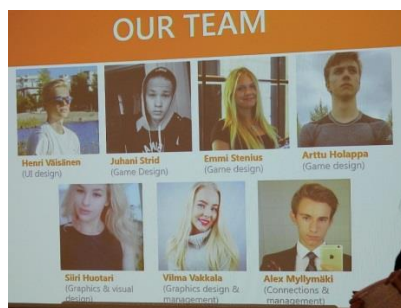 OUR TEAM
Henri Väisänen
(UI design)
Juhani Strid
(Game Design)
Emmi Stenius
(Game design)
Arttu Holappa
(Game design)
Siiri Huotari
(Graphics & visual
design)
Vilma Vakkala
(Graphics design &
management)
Alex Myllymäki
(Connections &
management)